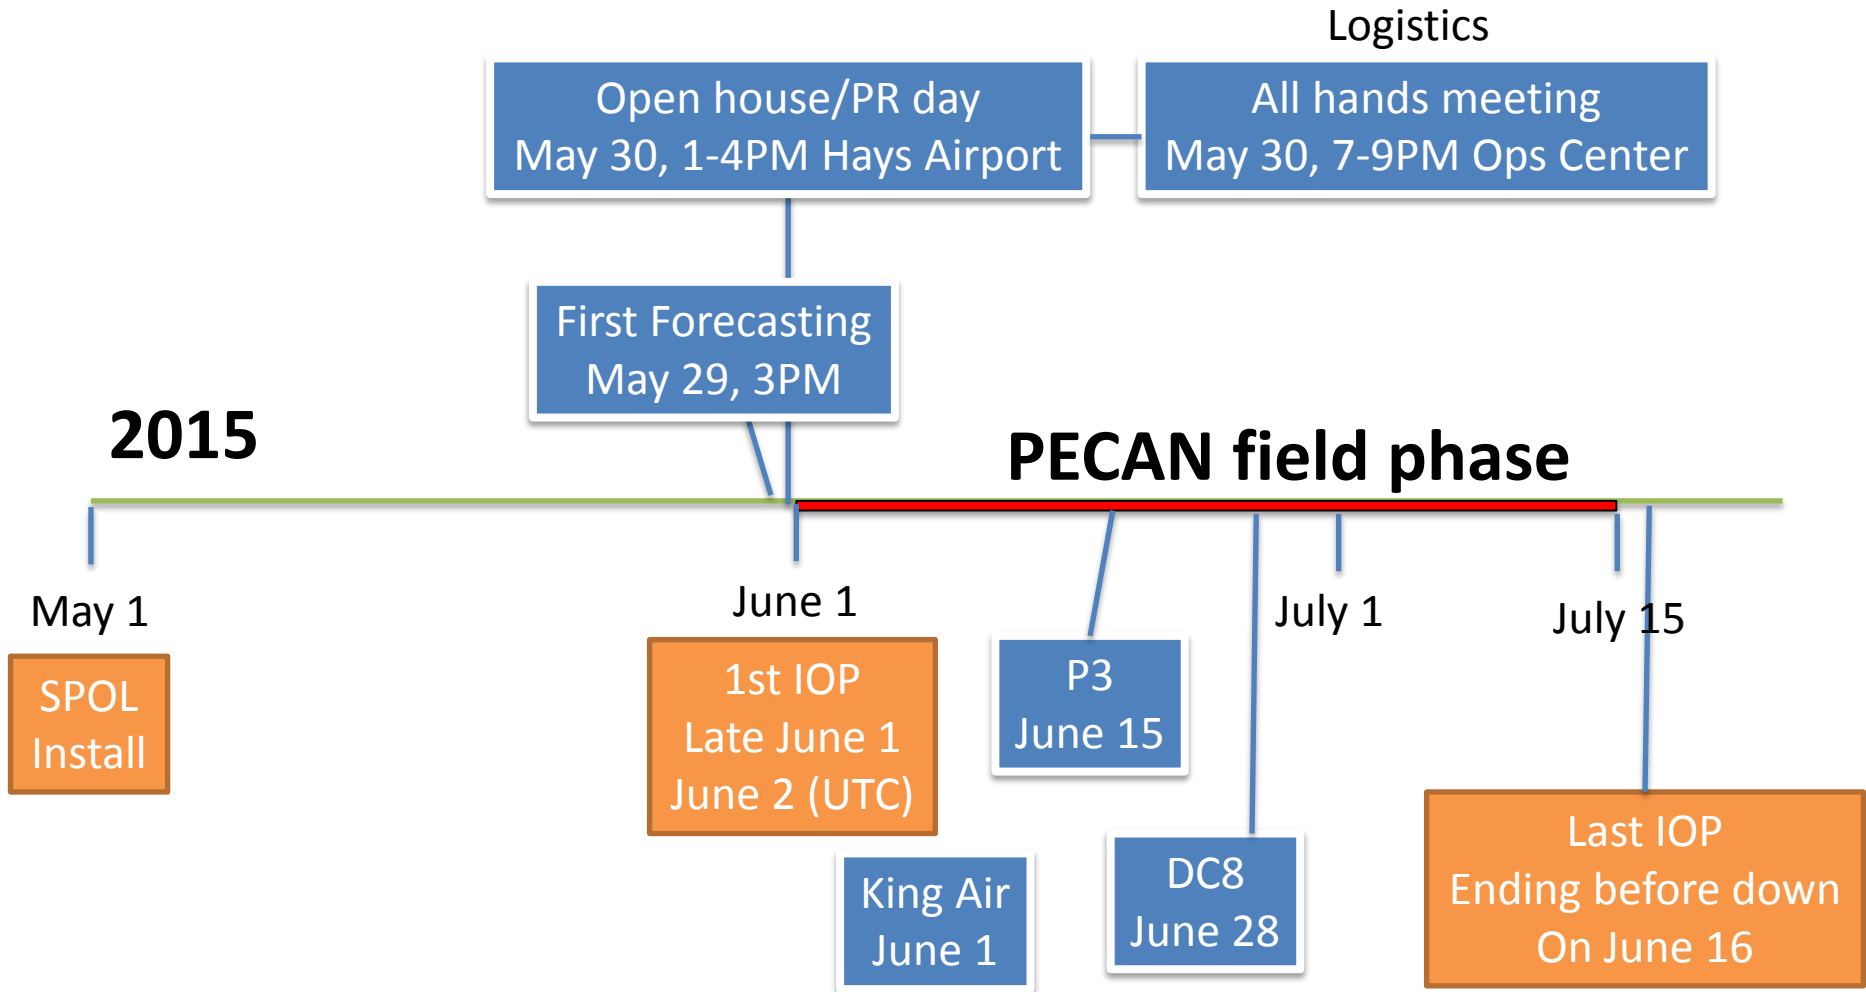 Logistics
Open house/PR day
May 30, 1-4PM Hays Airport
All hands meeting
May 30, 7-9PM Ops Center
First Forecasting
May 29, 3PM
2015
PECAN field phase
May 1
June 1
July 1
July 15
SPOL
Install
1st IOP
Late June 1
June 2 (UTC)
P3
June 15
King Air
June 1
DC8
June 28
Last IOP
Ending before down
On June 16